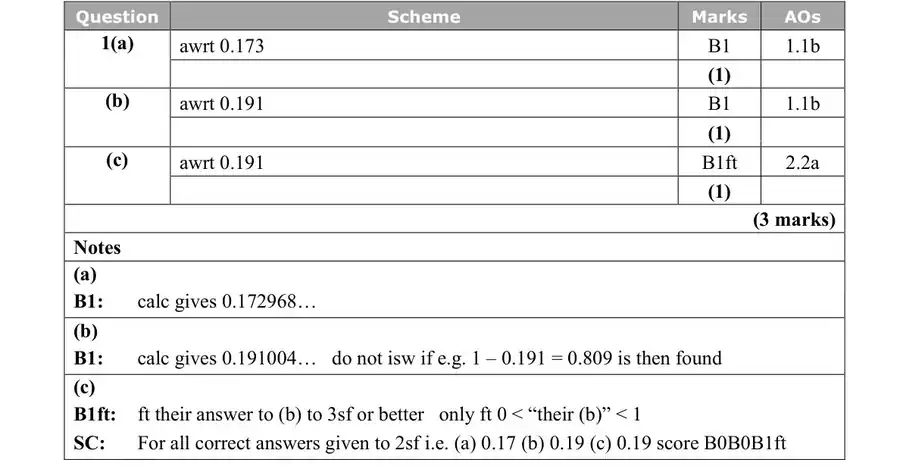 Question Scheme Marks AOs
1(a) awrt 0.173 B1 1.1b
(1)
(b) awrt 0.191 B1 1.1b
(1)
(c) awrt 0.191 B1ft 2.2a
(1)
(3 marks)
Notes
(a)
B1: calc gives 0.172968…
(b)
B1: calc gives 0.191004… do not isw if e.g. 1 – 0.191 = 0.809 is then found
(c)
B1ft: ft their answer to (b) to 3sf or better only ft 0 < “their (b)” < 1
SC: For all correct answers given to 2sf i.e. (a) 0.17 (b) 0.19 (c) 0.19 score B0B0B1ft